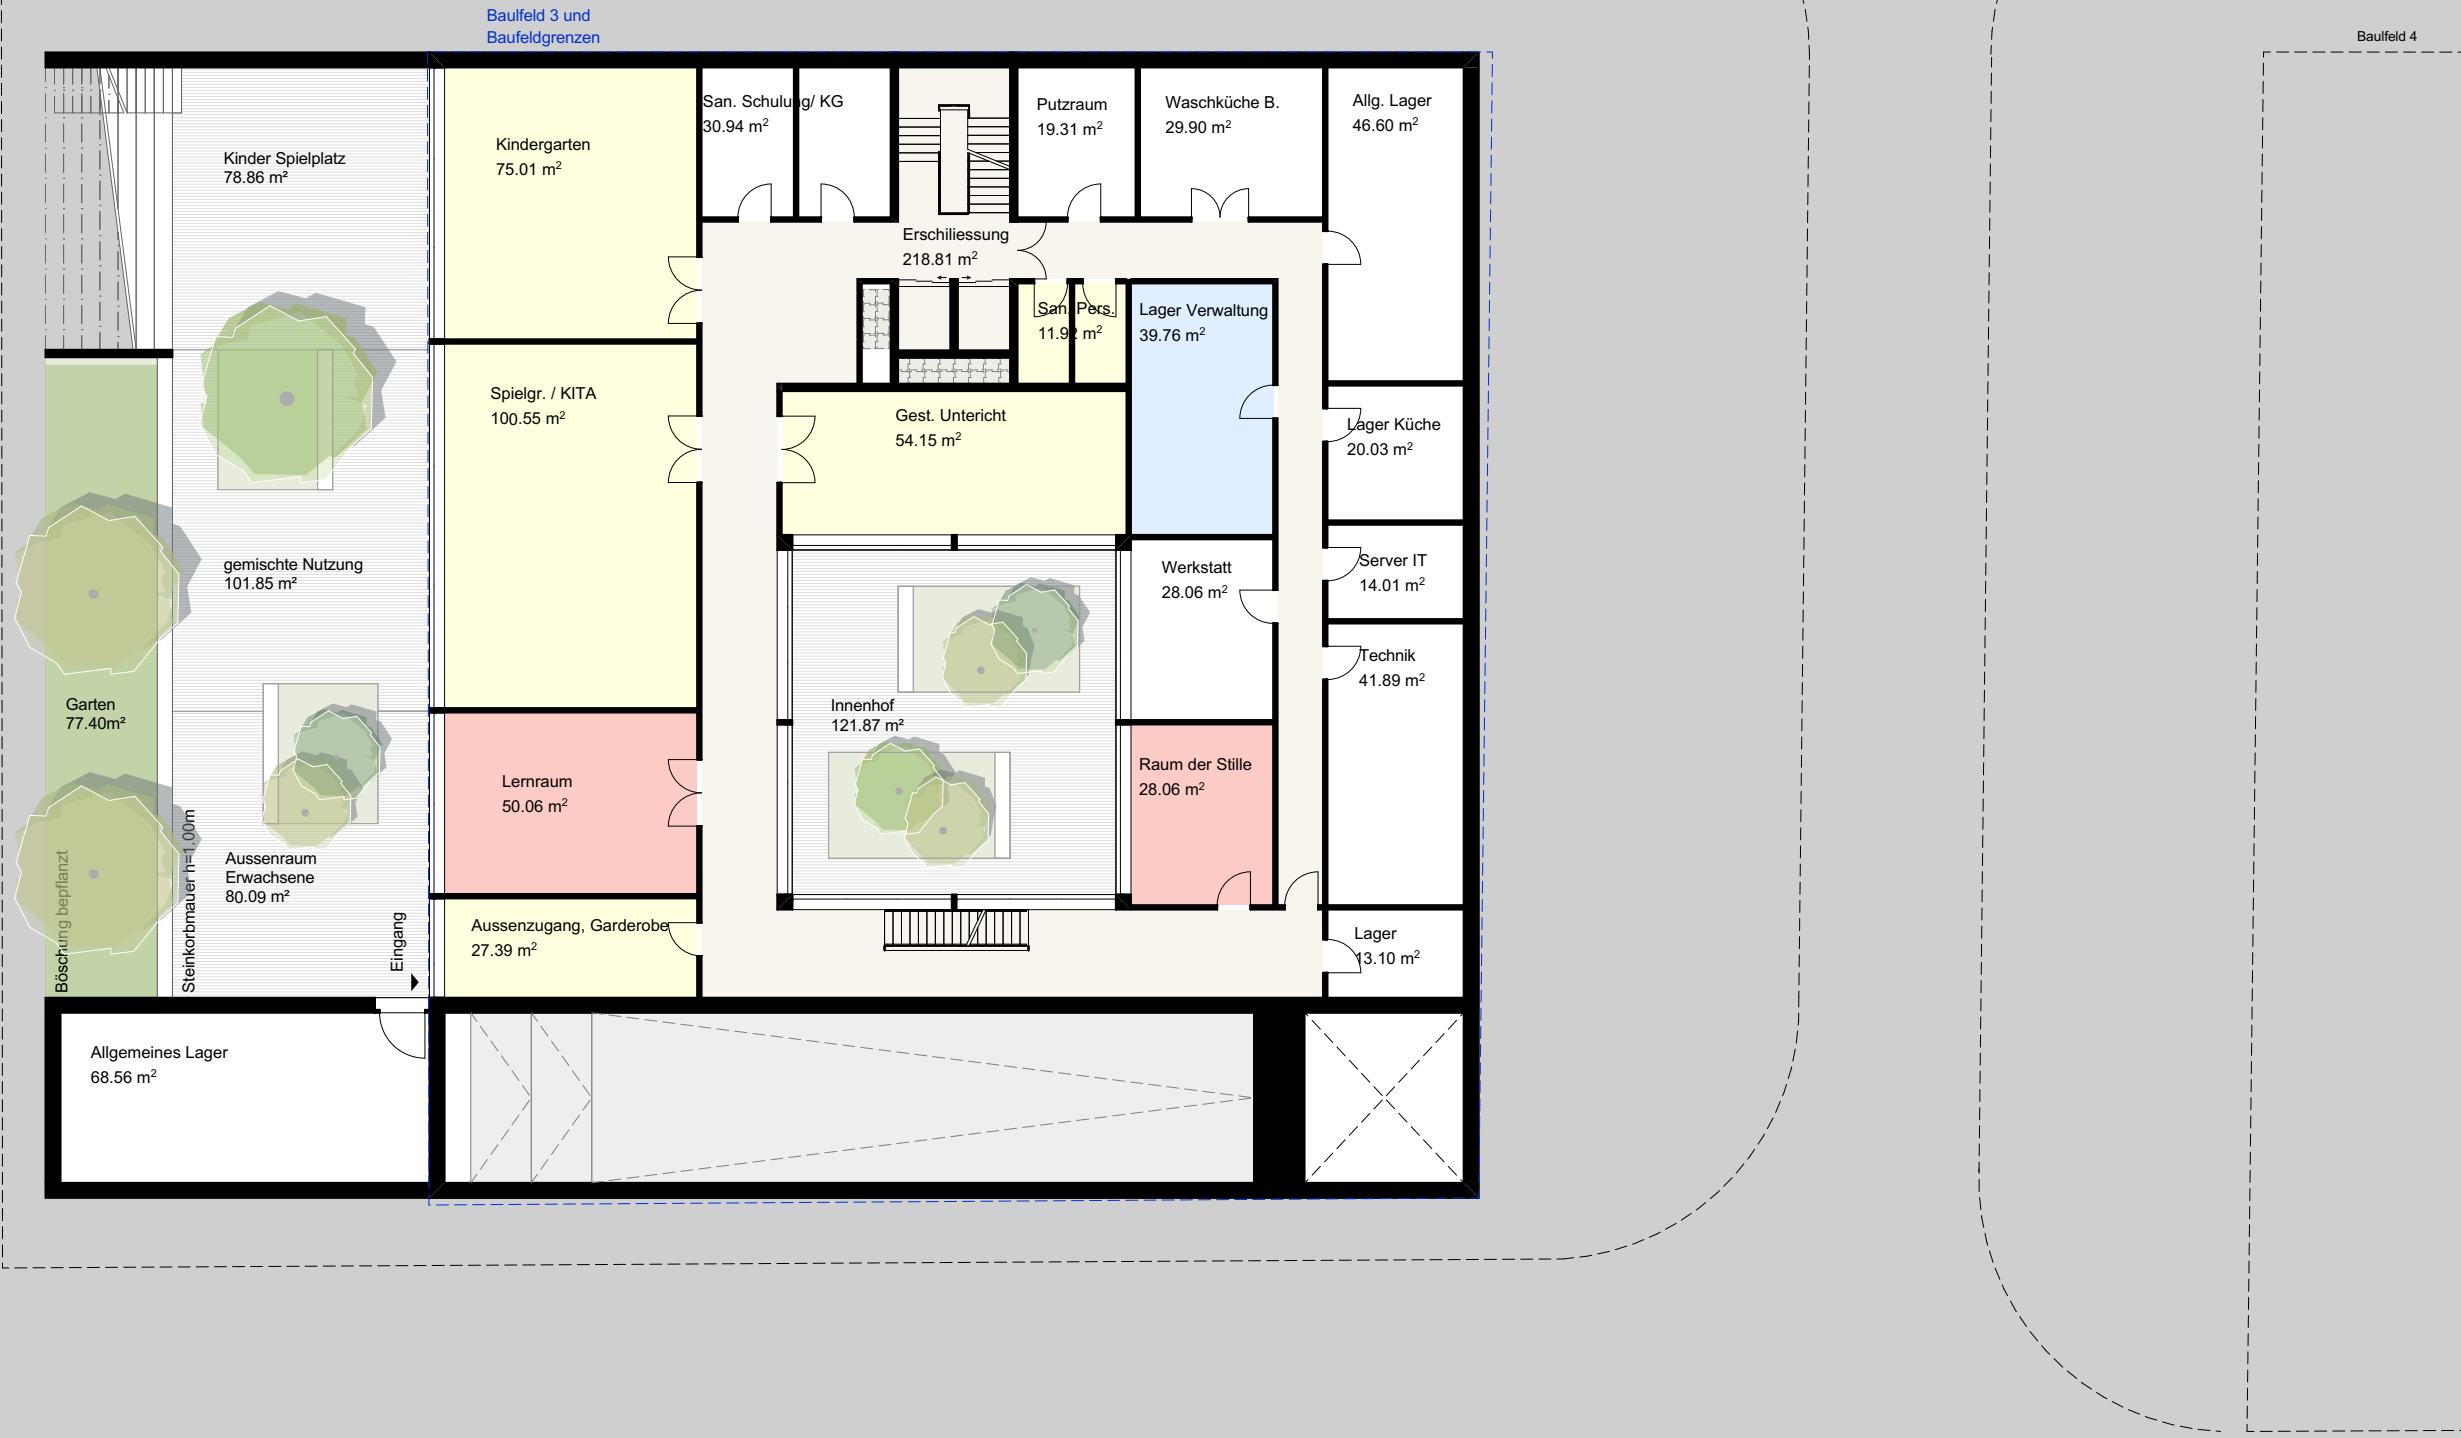 Baulfeld 3 und
Baufeldgrenzen
Baulfeld 4
Kinder Spielplatz
78.86 m²
Kindergarten
75.01 m²
San. Schulung/ KG
30.94 m²
Putzraum
19.31 m²
Waschküche B.
29.90 m²
Allg. Lager
46.60 m²
Erschiliessung
218.81 m²
San. Pers.
11.92 m²
Lager Verwaltung
39.76 m²
Spielgr. / KITA
100.55 m²
Gest. Untericht
54.15 m²
Lager Küche
20.03 m²
gemischte Nutzung
101.85 m²
Werkstatt
28.06 m²
Server IT
14.01 m²
Technik
41.89 m²
Garten
77.40m²
Innenhof
121.87 m²
Lernraum
50.06 m²
Raum der Stille
28.06 m²
Aussenraum
Erwachsene
80.09 m²
Böschung bepflanzt
Steinkorbmauer h=1.00m
Eingang
Aussenzugang, Garderobe
27.39 m²
Lager
13.10 m²
Allgemeines Lager
68.56 m²